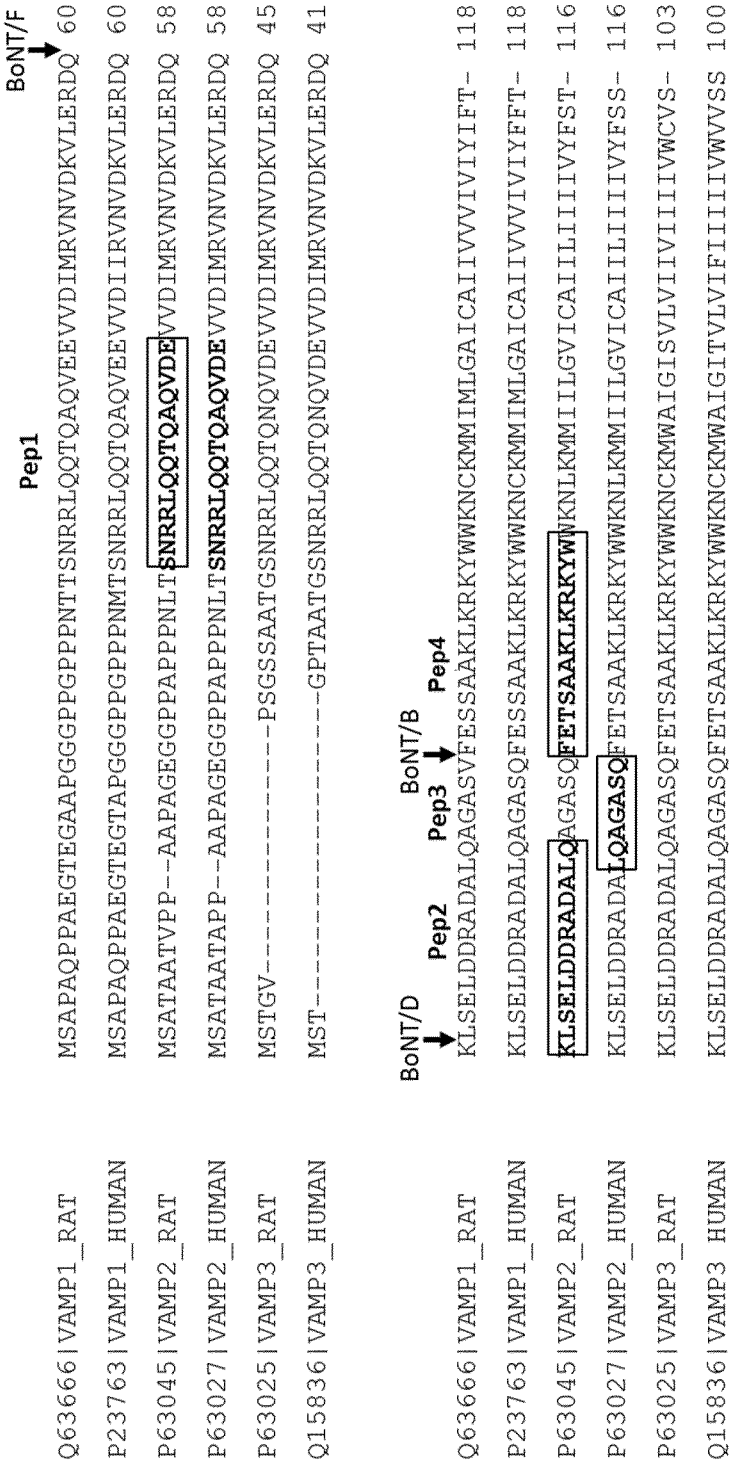 Pep1 BoNT/F
Q63666|VAMP1_RAT MSAPAQPPAEGTEGAAPGGGPPGPPPNTTSNRRLQQTQAQVEEVVDIMRVNVDKVLERDQ 60
P23763|VAMP1_HUMAN MSAPAQPPAEGTEGTAPGGGPPGPPPNMTSNRRLQQTQAQVEEVVDIIRVNVDKVLERDQ 60
P63045|VAMP2_RAT MSATAATVPP--AAPAGEGGPPAPPPNLTSNRRLQQTQAQVDEVVDIMRVNVDKVLERDQ 58
P63027|VAMP2_HUMAN MSATAATAPP--AAPAGEGGPPAPPPNLTSNRRLQQTQAQVDEVVDIMRVNVDKVLERDQ 58
P63025|VAMP3_RAT MSTGV---------------PSGSSAATGSNRRLQQTQNQVDEVVDIMRVNVDKVLERDQ 45
Q15836|VAMP3_HUMAN MST-------------------GPTAATGSNRRLQQTQNQVDEVVDIMRVNVDKVLERDQ 41
BoNT/D Pep2 Pep3 BoNT/B Pep4
Q63666|VAMP1_RAT KLSELDDRADALQAGASVFESSAAKLKRKYWWKNCKMMIMLGAICAIIVVVIVIYIFT- 118
P23763|VAMP1_HUMAN KLSELDDRADALQAGASQFESSAAKLKRKYWWKNCKMMIMLGAICAIIVVVIVIYFFT- 118
P63045|VAMP2_RAT KLSELDDRADALQAGASQFETSAAKLKRKYWWKNLKMMIILGVICAIILIIIIVYFST- 116
P63027|VAMP2_HUMAN KLSELDDRADALQAGASQFETSAAKLKRKYWWKNLKMMIILGVICAIILIIIIVYFSS- 116
P63025|VAMP3_RAT KLSELDDRADALQAGASQFETSAAKLKRKYWWKNCKMWAIGISVLVIIVIIIIVWCVS- 103
Q15836|VAMP3_HUMAN KLSELDDRADALQAGASQFETSAAKLKRKYWWKNCKMWAIGITVLVIFIIIIIVWVVSS 100